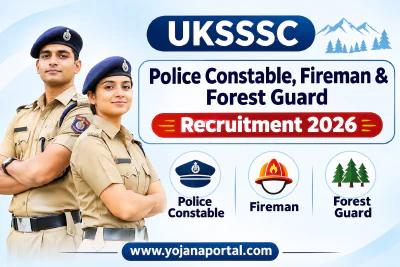 UKSSSC
Police Constable, Fireman &
Forest Guard
Recruitment 2026
Police
Constable
Fireman
Forest
Guard
www.yojanaportal.com